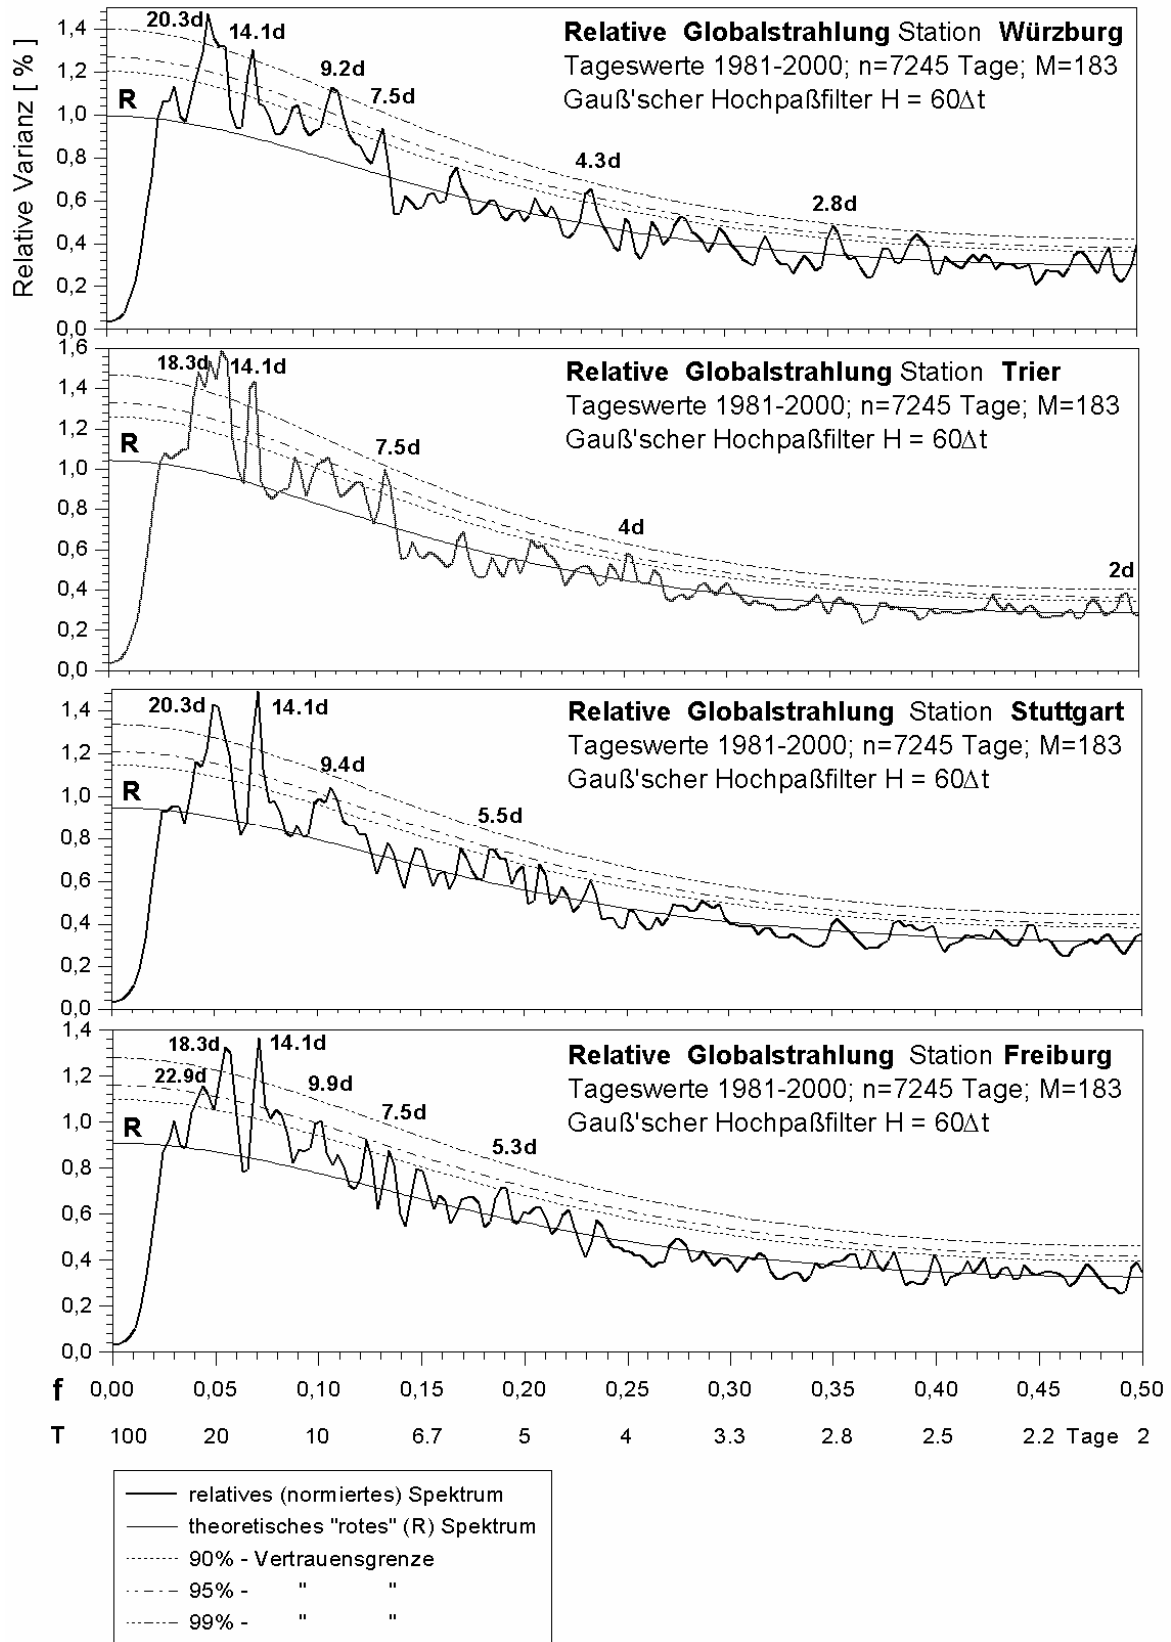 Relative Varianz [ % ]
1,4
1,2
1,0
0,8
0,6
0,4
0,2
0,0
R
20.3d
14.1d
9.2d
7.5d
4.3d
2.8d
Relative Globalstrahlung Station Würzburg
Tageswerte 1981-2000; n=7245 Tage; M=183
Gauß'scher Hochpaßfilter H = 60Δt
1,6
1,4
1,2
1,0
0,8
0,6
0,4
0,2
0,0
R
18.3d
14.1d
7.5d
4d
2d
Relative Globalstrahlung Station Trier
Tageswerte 1981-2000; n=7245 Tage; M=183
Gauß'scher Hochpaßfilter H = 60Δt
1,4
1,2
1,0
0,8
0,6
0,4
0,2
0,0
R
20.3d
14.1d
9.4d
5.5d
Relative Globalstrahlung Station Stuttgart
Tageswerte 1981-2000; n=7245 Tage; M=183
Gauß'scher Hochpaßfilter H = 60Δt
1,4
1,2
1,0
0,8
0,6
0,4
0,2
0,0
R
22.9d
18.3d
14.1d
9.9d
7.5d
5.3d
Relative Globalstrahlung Station Freiburg
Tageswerte 1981-2000; n=7245 Tage; M=183
Gauß'scher Hochpaßfilter H = 60Δt
f 0,00 0,05 0,10 0,15 0,20 0,25 0,30 0,35 0,40 0,45 0,50
T 100 20 10 6.7 5 4 3.3 2.8 2.5 2.2 Tage 2
relatives (normiertes) Spektrum
theoretisches "rotes" (R) Spektrum
90% - Vertrauensgrenze
95% - " "
99% - " "